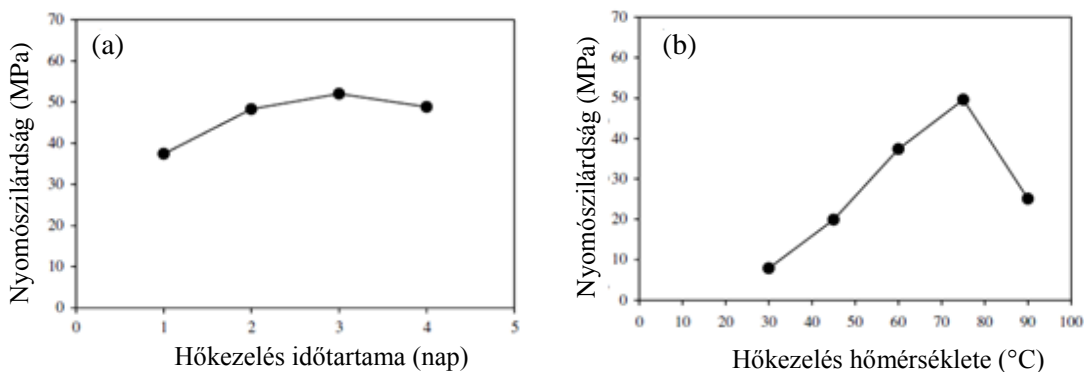 (a)
Nyomószilárdság (MPa)
70
60
50
40
30
20
10
0
0 1 2 3 4 5
Hőkezelés időtartama (nap)
(b)
Nyomószilárdság (MPa)
70
60
50
40
30
20
10
0
0 10 20 30 40 50 60 70 80 90 100
Hőkezelés hőmérséklete (°C)